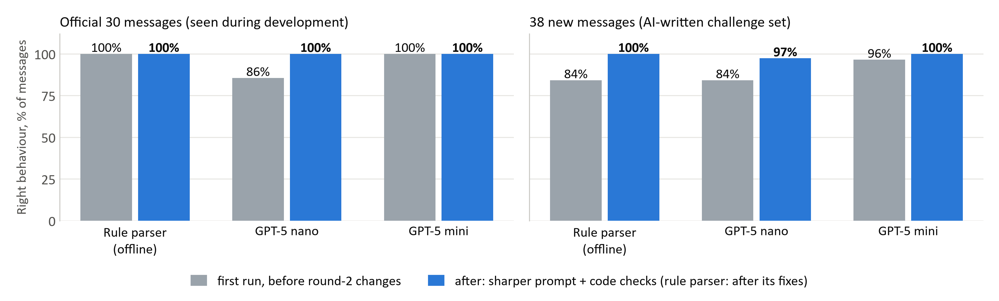 Official 30 messages (seen during development)
38 new messages (AI-written challenge set)
Right behaviour, % of messages
100
75
50
25
0
100%
100%
86%
100%
100%
100%
84%
100%
84%
97%
96%
100%
Rule parser
(offline)
GPT-5 nano
GPT-5 mini
Rule parser
(offline)
GPT-5 nano
GPT-5 mini
first run, before round-2 changes
after: sharper prompt + code checks (rule parser: after its fixes)